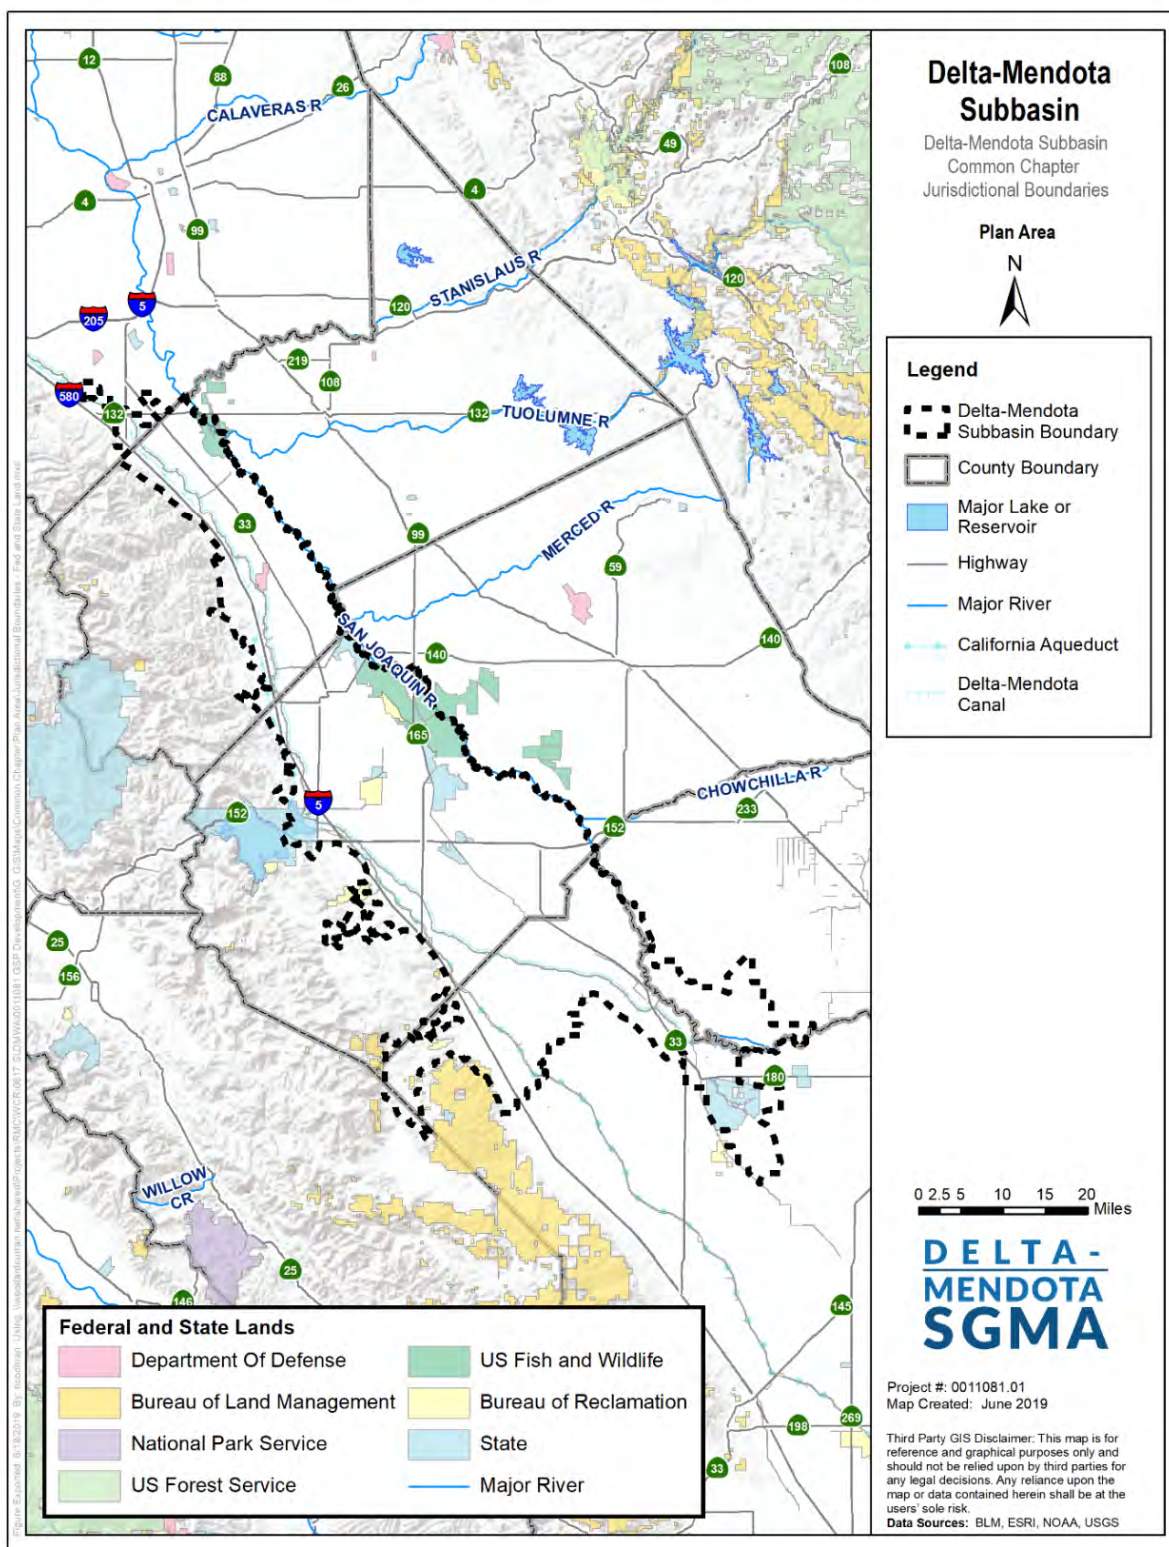 Delta-Mendota
Subbasin
Delta-Mendota Subbasin
Common Chapter
Jurisdictional Boundaries
Plan Area
N
Legend
Delta-Mendota
Subbasin Boundary
County Boundary
Major Lake or
Reservoir
Highway
Major River
California Aqueduct
Delta-Mendota
Canal
0 2.5 5 10 15 20
Miles
DELTA-
MENDOTA
SGMA
Project #: 0011081.01
Map Created: June 2019
Third Party GIS Disclaimer: This map is for
reference and graphical purposes only and
should not be relied upon by third parties for
any legal decisions. Any reliance upon the
map or data contained herein shall be at the
users' sole risk.
Data Sources: BLM, ESRI, NOAA, USGS
12
88
26
108
CALAVERAS R
49
4
4
99
STANISLAUS R
120
120
5
205
219
108
580
132
132
TUOLUMNE R
33
99
MERCED R
59
SAN JOAQUIN R
140
140
165
CHOWCHILLA R
233
5
152
152
25
156
33
180
WILLOW
CR
25
146
145
198
269
33
Federal and State Lands
Department Of Defense
Bureau of Land Management
National Park Service
US Forest Service
US Fish and Wildlife
Bureau of Reclamation
State
Major River